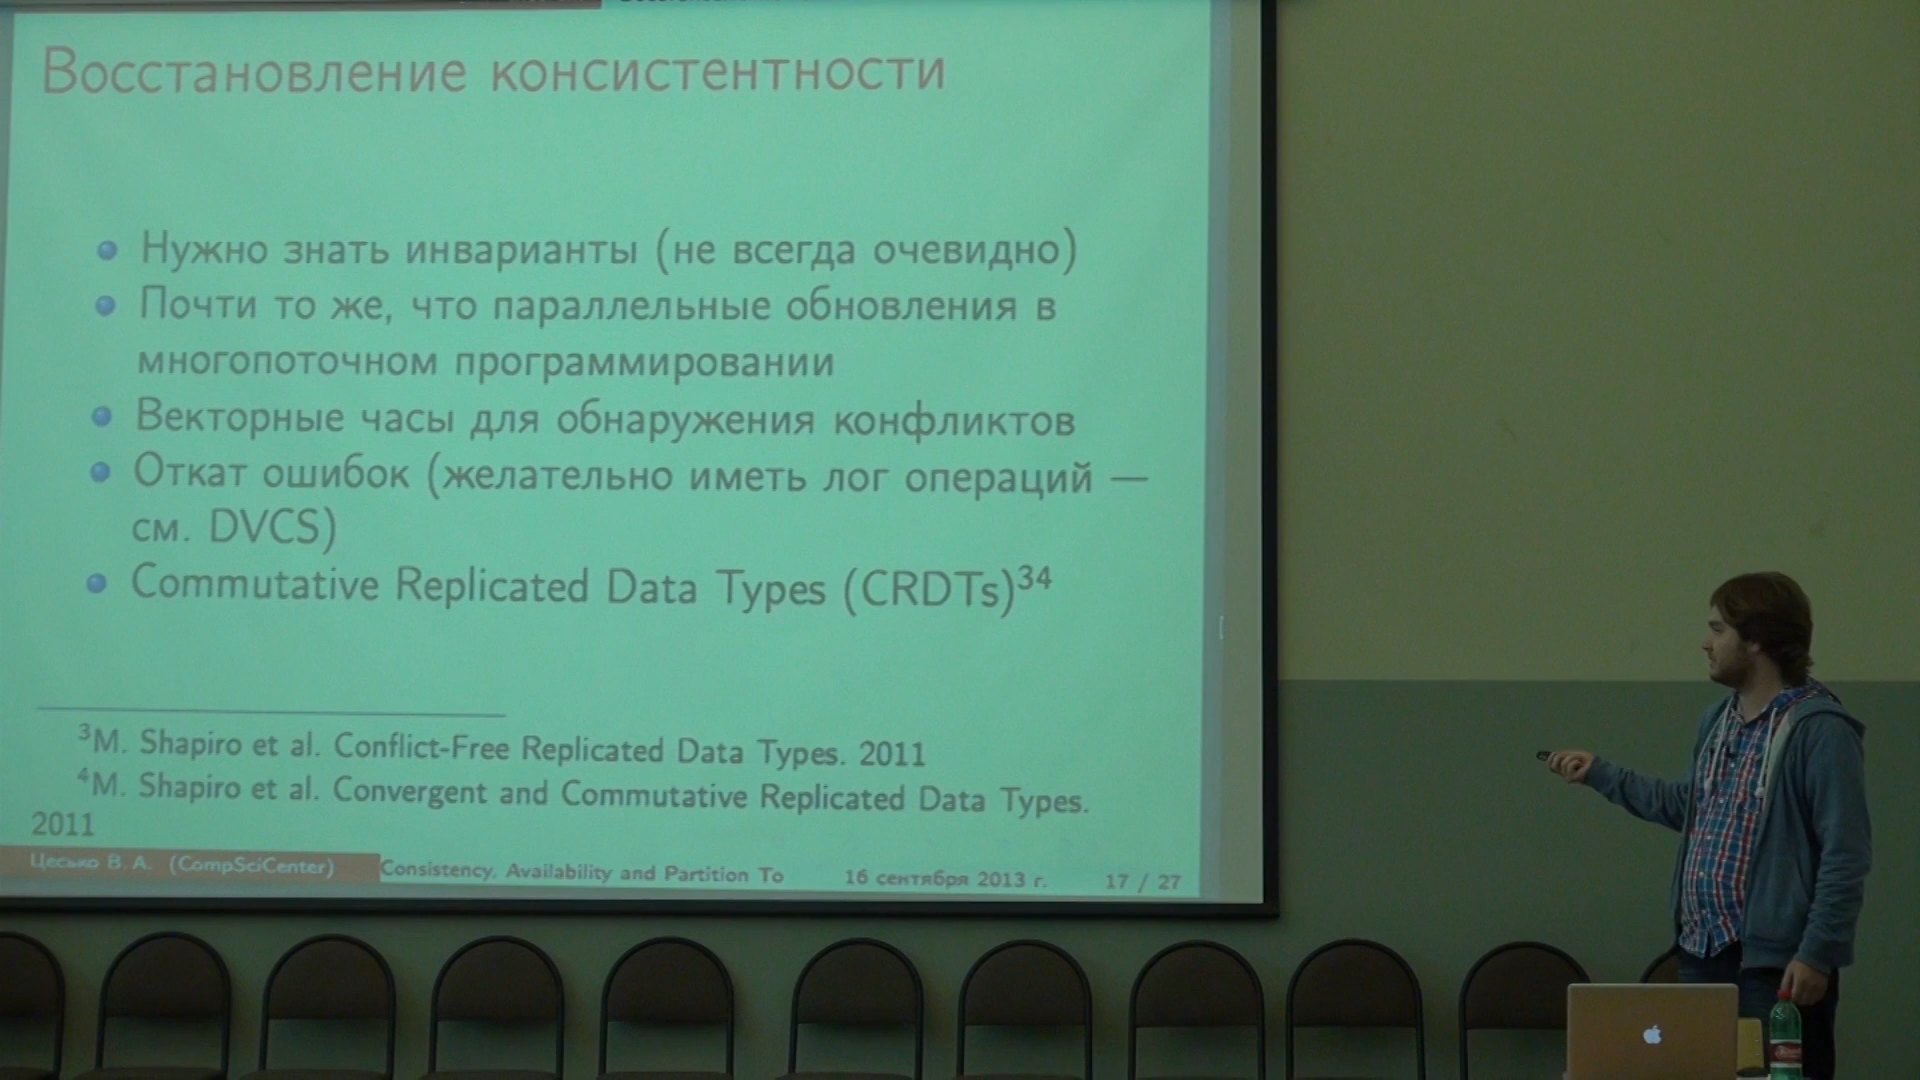 Восстановление консистентности
Нужно знать инварианты (не всегда очевидно)
Почти то же, что параллельные обновления в
многопоточном программировании
Векторные часы для обнаружения конфликтов
Откат ошибок (желательно иметь лог операций —
см. DVCS)
Commutative Replicated Data Types (CRDTs)³⁴
³M. Shapiro et al. Conflict-Free Replicated Data Types. 2011
⁴M. Shapiro et al. Convergent and Commutative Replicated Data Types.
2011
Цесько В. А. (CompSciCenter) Consistency, Availability and Partition To 16 сентября 2013 г. 17 / 27